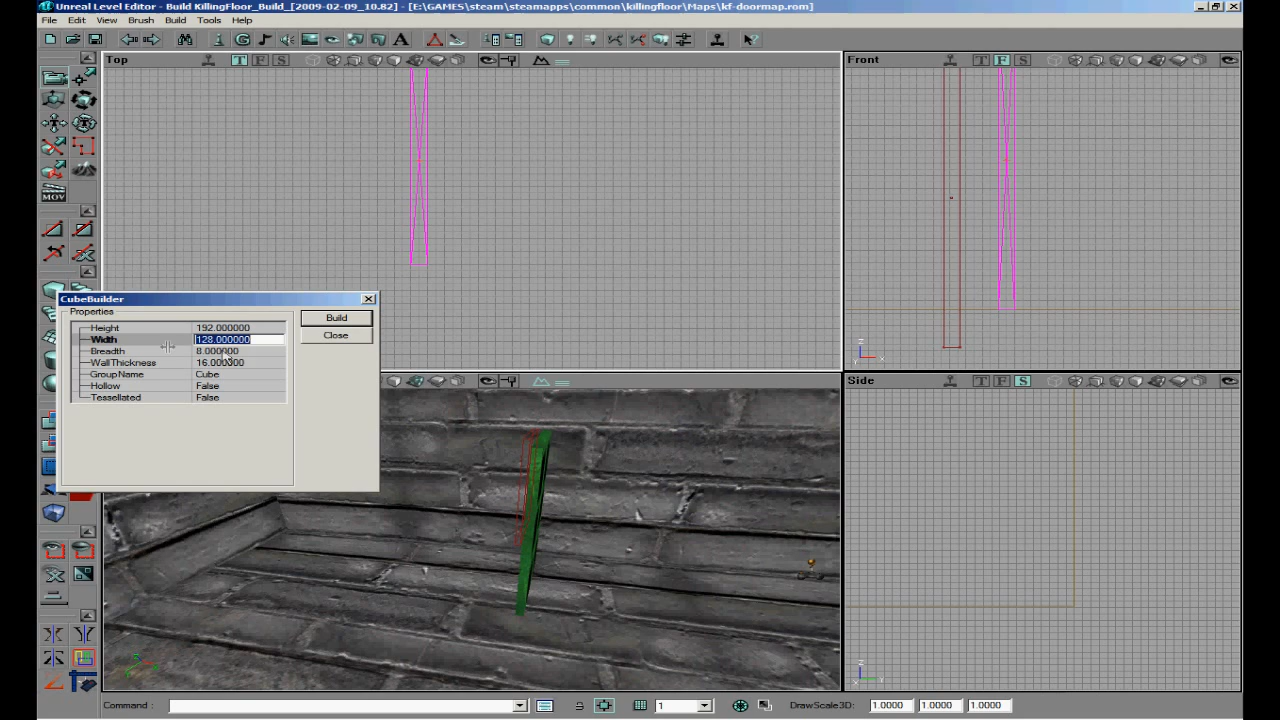 Unreal Level Editor - Build KillingFloor_Build_[2009-02-09_10.82] - [E:\GAMES\steam\steamapps\common\killingfloor\Maps\kf-doormap.rom]
File Edit View Brush Build Tools Help
Top T F S
Front T F S
MOV
CubeBuilder
Properties
Height 192.000000
Width 128.000000
Breadth 8.000000
WallThickness 16.000000
GroupName Cube
Hollow False
Tessellated False
Build
Close
Side T F S
Command :
1
DrawScale3D: 1.0000 1.0000 1.0000